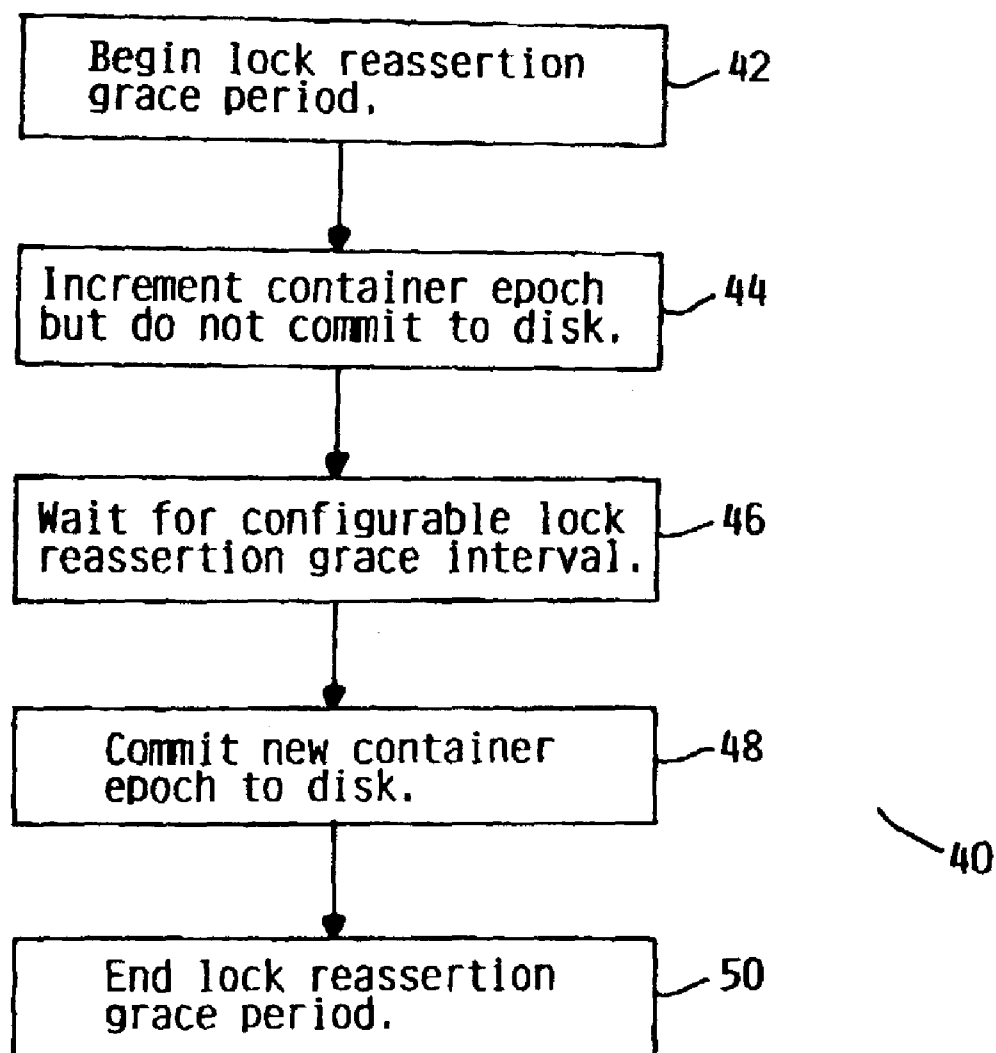 Begin lock reassertion
grace period.
42
Increment container epoch
but do not commit to disk.
44
Wait for configurable lock
reassertion grace interval.
46
Commit new container
epoch to disk.
48
40
End lock reassertion
grace period.
50